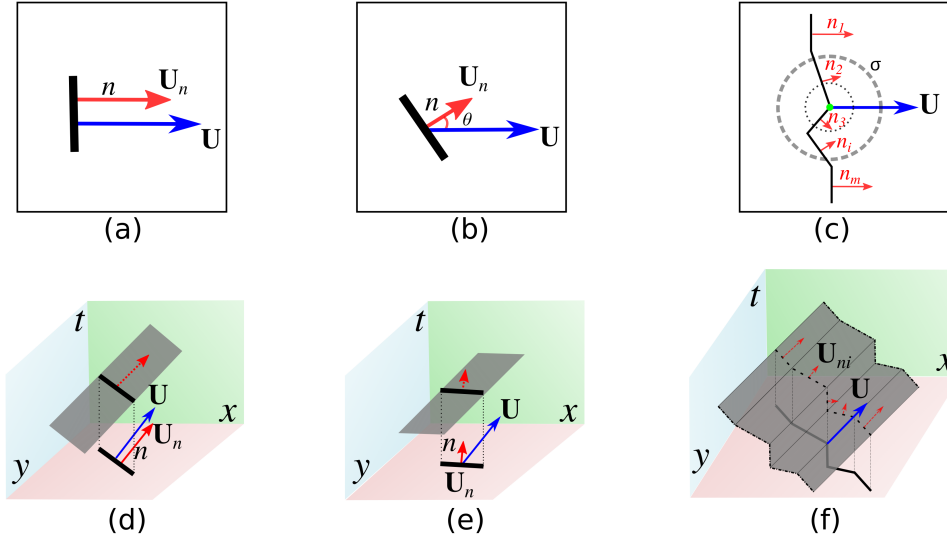 n U_n
U
(a)
U_n
n
θ
U
(b)
n_1
σ
n_2
U
n_3
n_i
n_m
(c)
t
U
x
U_n
n
y
(d)
t
U
x
n
y
U_n
(e)
t
U_ni
x
U
y
(f)